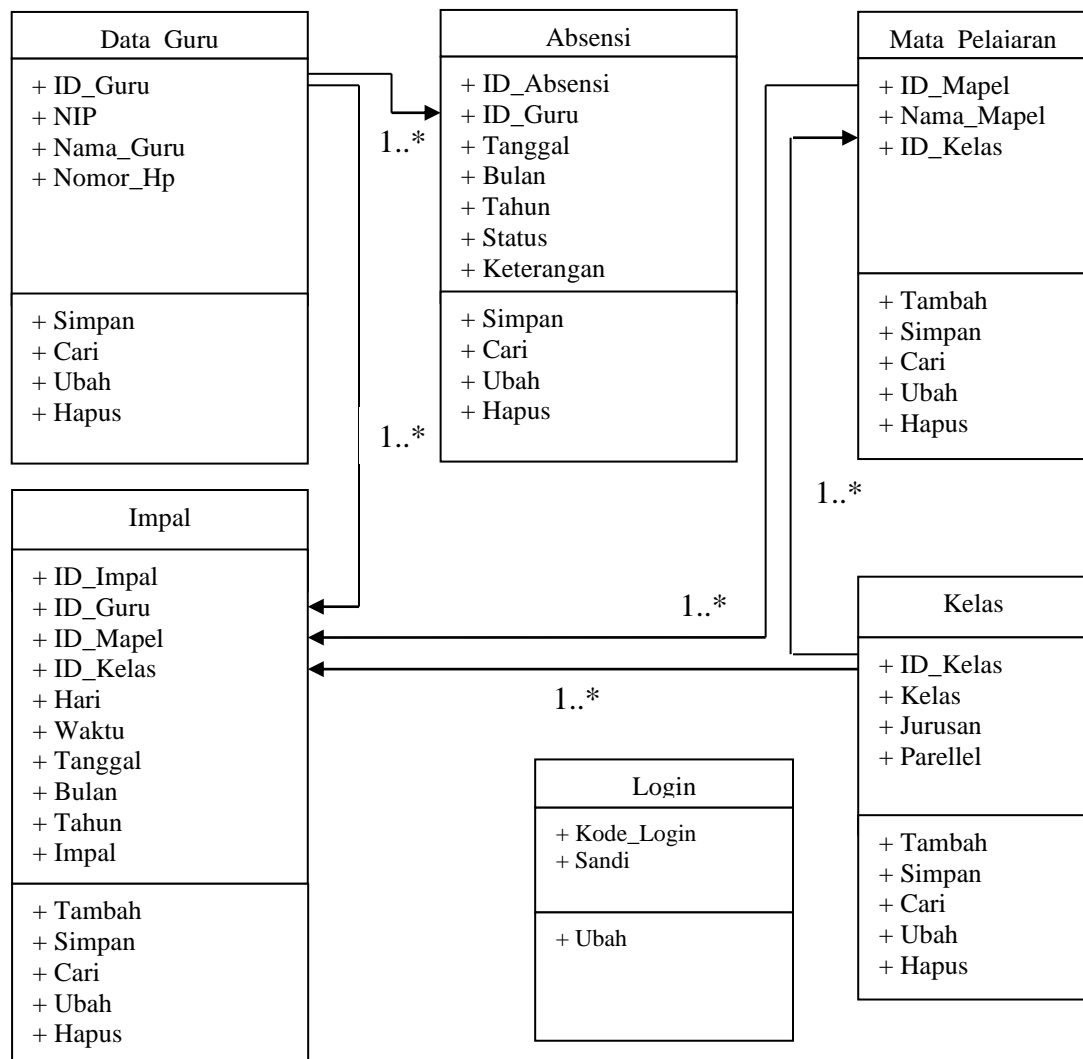 Data Guru
+ ID_Guru
+ NIP
+ Nama_Guru
+ Nomor_Hp
+ Simpan
+ Cari
+ Ubah
+ Hapus
1..*
1..*
Absensi
+ ID_Absensi
+ ID_Guru
+ Tanggal
+ Bulan
+ Tahun
+ Status
+ Keterangan
+ Simpan
+ Cari
+ Ubah
+ Hapus
Mata Pelajaran
+ ID_Mapel
+ Nama_Mapel
+ ID_Kelas
+ Tambah
+ Simpan
+ Cari
+ Ubah
+ Hapus
1..*
Impal
+ ID_Impal
+ ID_Guru
+ ID_Mapel
+ ID_Kelas
+ Hari
+ Waktu
+ Tanggal
+ Bulan
+ Tahun
+ Impal
+ Tambah
+ Simpan
+ Cari
+ Ubah
+ Hapus
1..*
1..*
Login
+ Kode_Login
+ Sandi
+ Ubah
Kelas
+ ID_Kelas
+ Kelas
+ Jurusan
+ Parellel
+ Tambah
+ Simpan
+ Cari
+ Ubah
+ Hapus